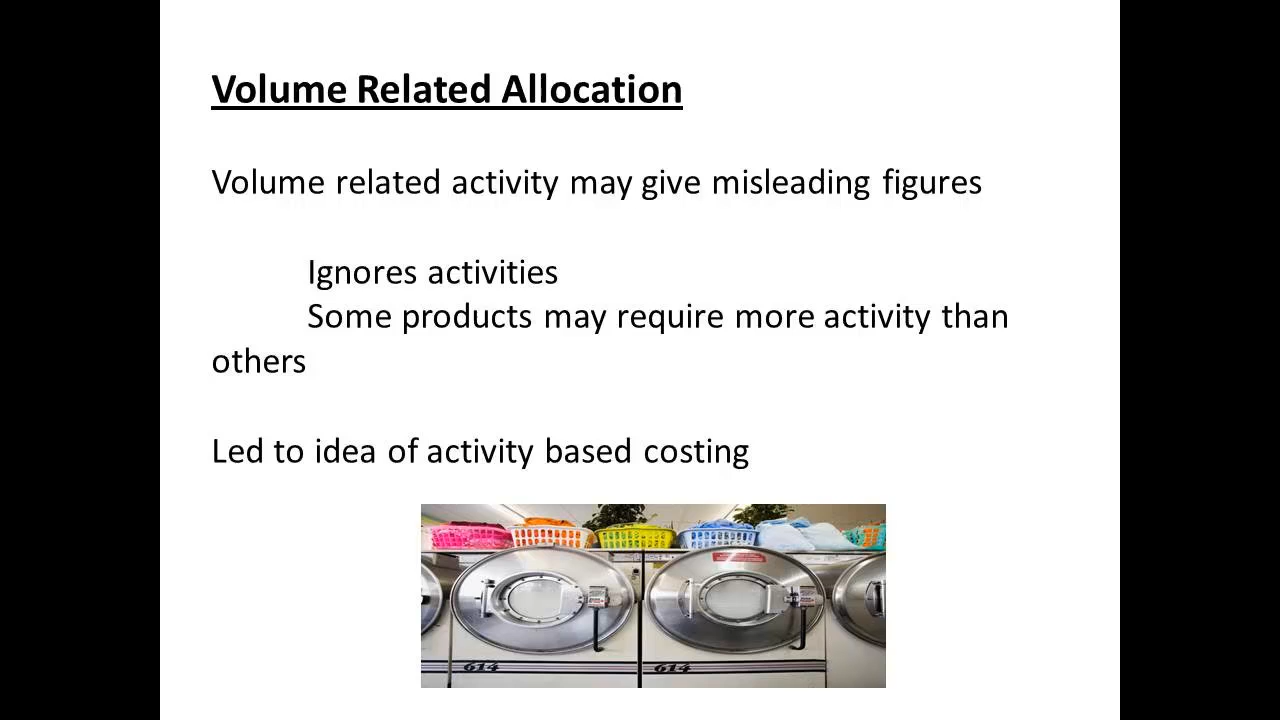 Volume Related Allocation
Volume related activity may give misleading figures
Ignores activities
Some products may require more activity than
others
Led to idea of activity based costing
614
614